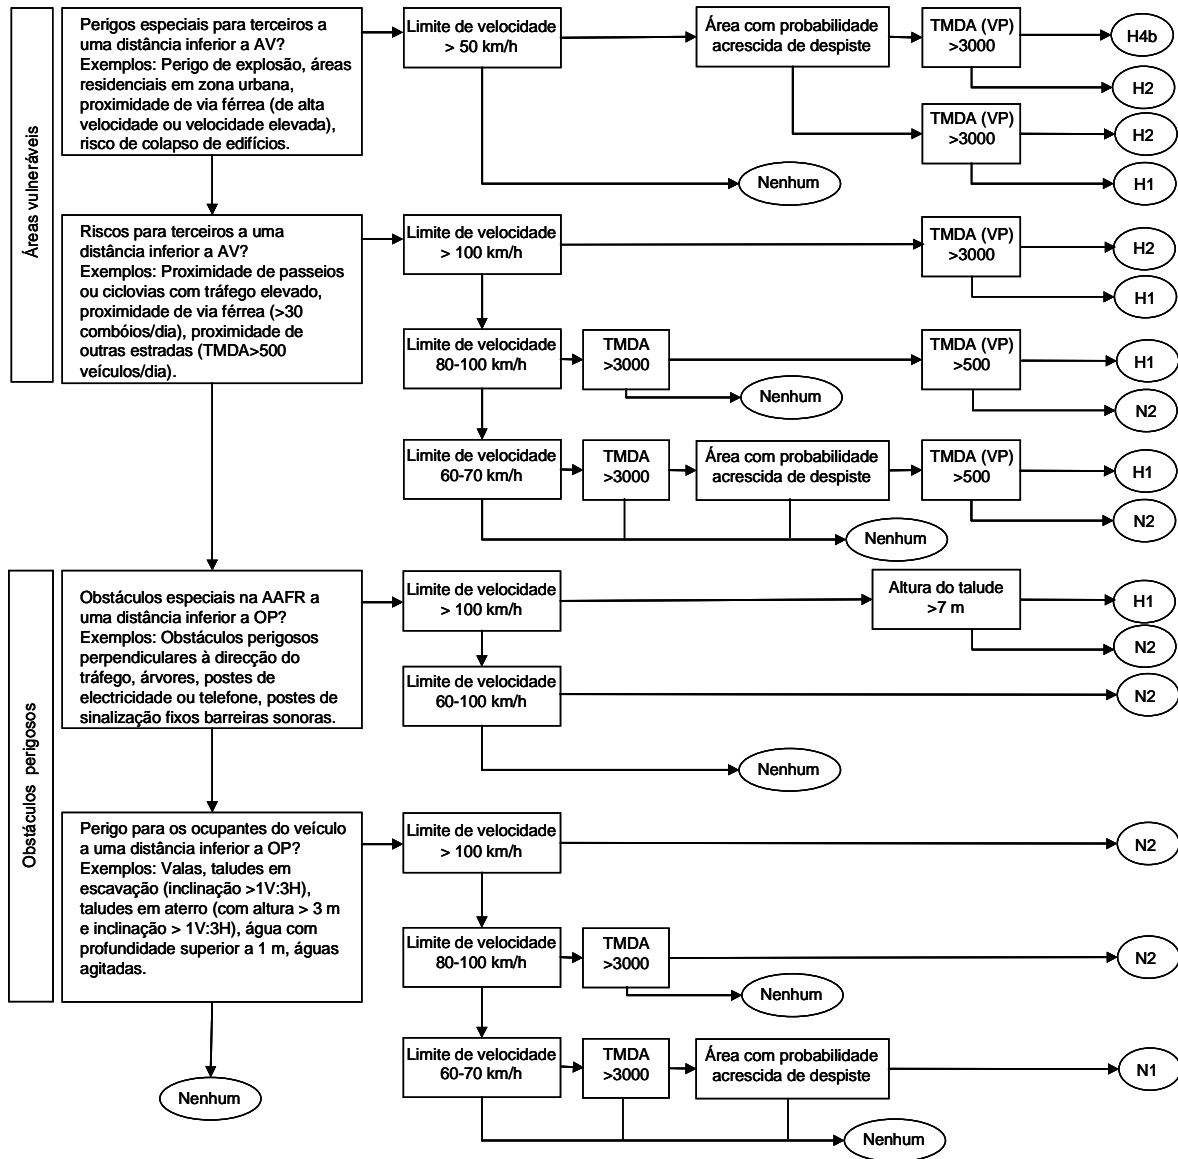 Áreas vulneráveis
Perigos especiais para terceiros a
uma distância inferior a AV?
Exemplos: Perigo de explosão, áreas
residenciais em zona urbana,
proximidade de via férrea (de alta
velocidade ou velocidade elevada),
risco de colapso de edifícios.
Limite de velocidade
> 50 km/h
Área com probabilidade
acrescida de despiste
TMDA (VP)
>3000
H4b
H2
TMDA (VP)
>3000
H2
H1
Nenhum
Riscos para terceiros a uma
distância inferior a AV?
Exemplos: Proximidade de passeios
ou ciclovias com tráfego elevado,
proximidade de via férrea (>30
combóios/dia), proximidade de
outras estradas (TMDA>500
veículos/dia).
Limite de velocidade
> 100 km/h
TMDA (VP)
>3000
H2
H1
Limite de velocidade
80-100 km/h
TMDA
>3000
TMDA (VP)
>500
H1
Nenhum
N2
Limite de velocidade
60-70 km/h
TMDA
>3000
Área com probabilidade
acrescida de despiste
TMDA (VP)
>500
H1
N2
Nenhum
Obstáculos perigosos
Obstáculos especiais na AAFR a
uma distância inferior a OP?
Exemplos: Obstáculos perigosos
perpendiculares à direcção do
tráfego, árvores, postes de
electricidade ou telefone, postes de
sinalização fixos barreiras sonoras.
Limite de velocidade
> 100 km/h
Altura do talude
>7 m
H1
N2
Limite de velocidade
60-100 km/h
N2
Nenhum
Perigo para os ocupantes do veículo
a uma distância inferior a OP?
Exemplos: Valas, taludes em
escavação (inclinação >1V:3H),
taludes em aterro (com altura > 3 m
e inclinação > 1V:3H), água com
profundidade superior a 1 m, águas
agitadas.
Limite de velocidade
> 100 km/h
N2
Limite de velocidade
80-100 km/h
TMDA
>3000
N2
Nenhum
Limite de velocidade
60-70 km/h
TMDA
>3000
Área com probabilidade
acrescida de despiste
N1
Nenhum
Nenhum